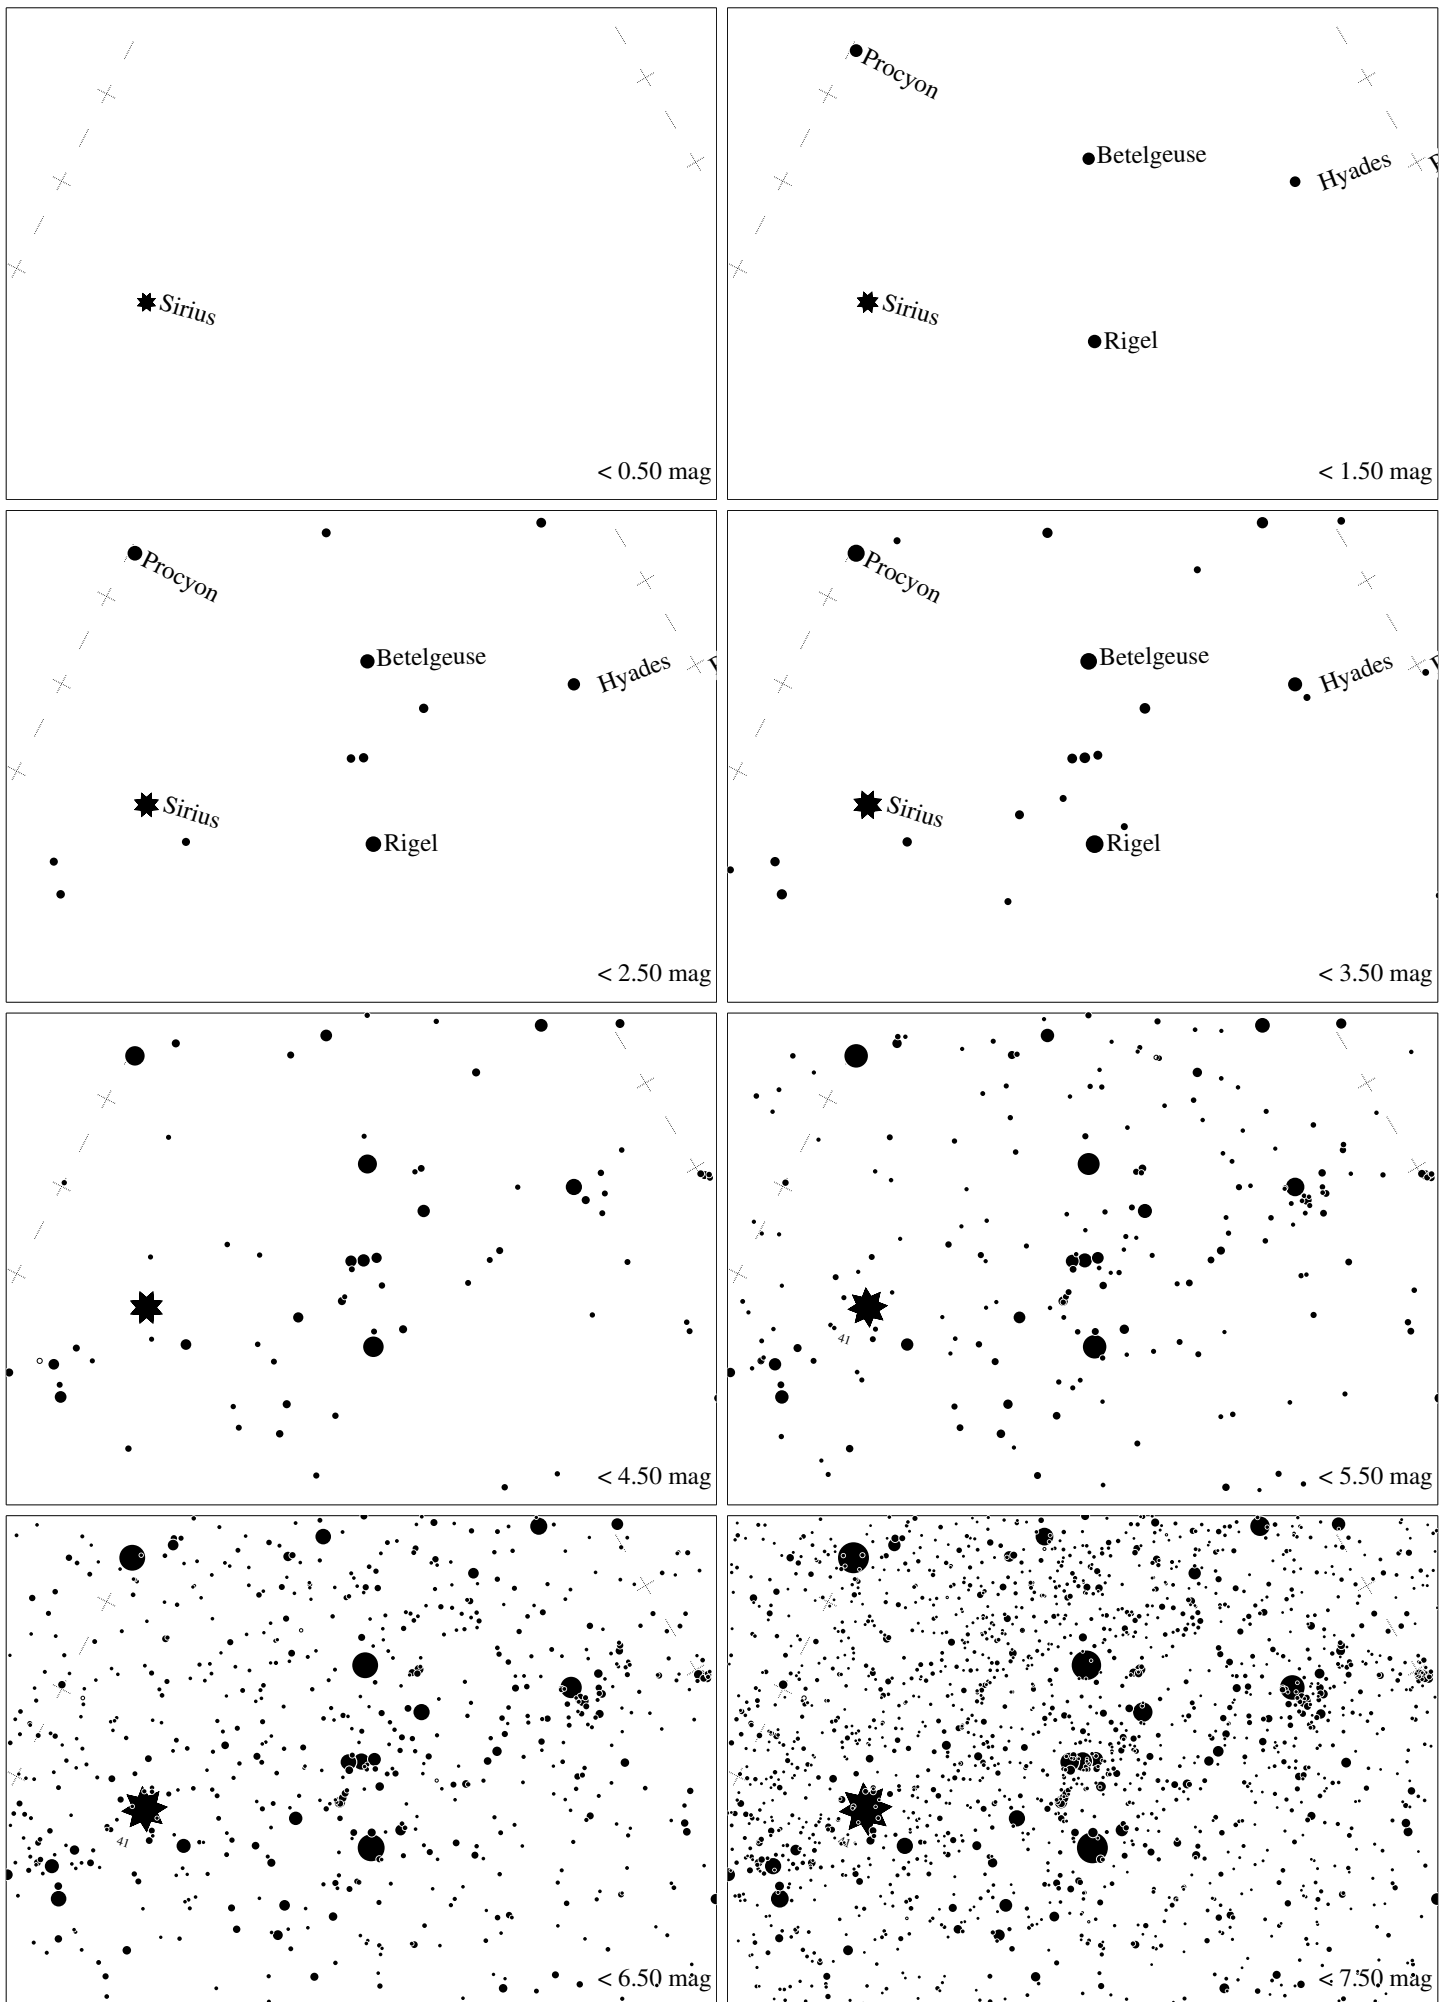 Sirius
< 0.50 mag
Procyon
Betelgeuse
Hyades
Sirius
Rigel
< 1.50 mag
Procyon
Betelgeuse
Hyades
Sirius
Rigel
< 2.50 mag
Procyon
Betelgeuse
Hyades
Sirius
Rigel
< 3.50 mag
< 4.50 mag
41
< 5.50 mag
41
< 6.50 mag
< 7.50 mag